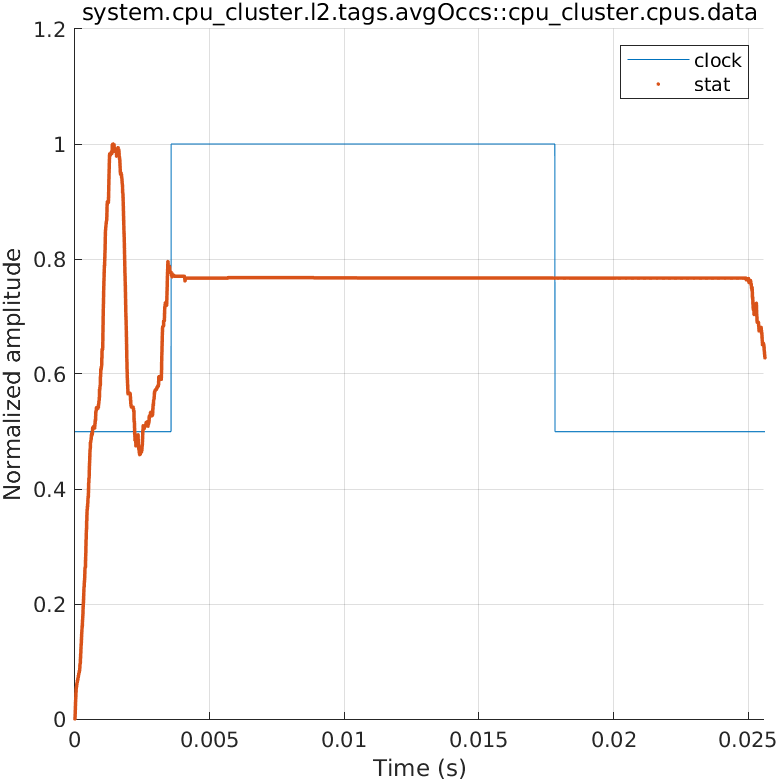 system.cpu_cluster.l2.tags.avgOccs::cpu_cluster.cpus.data
1.2
clock
stat
1
0.8
Normalized amplitude
0.6
0.4
0.2
0
0
0.005
0.01
0.015
0.02
0.025
Time (s)